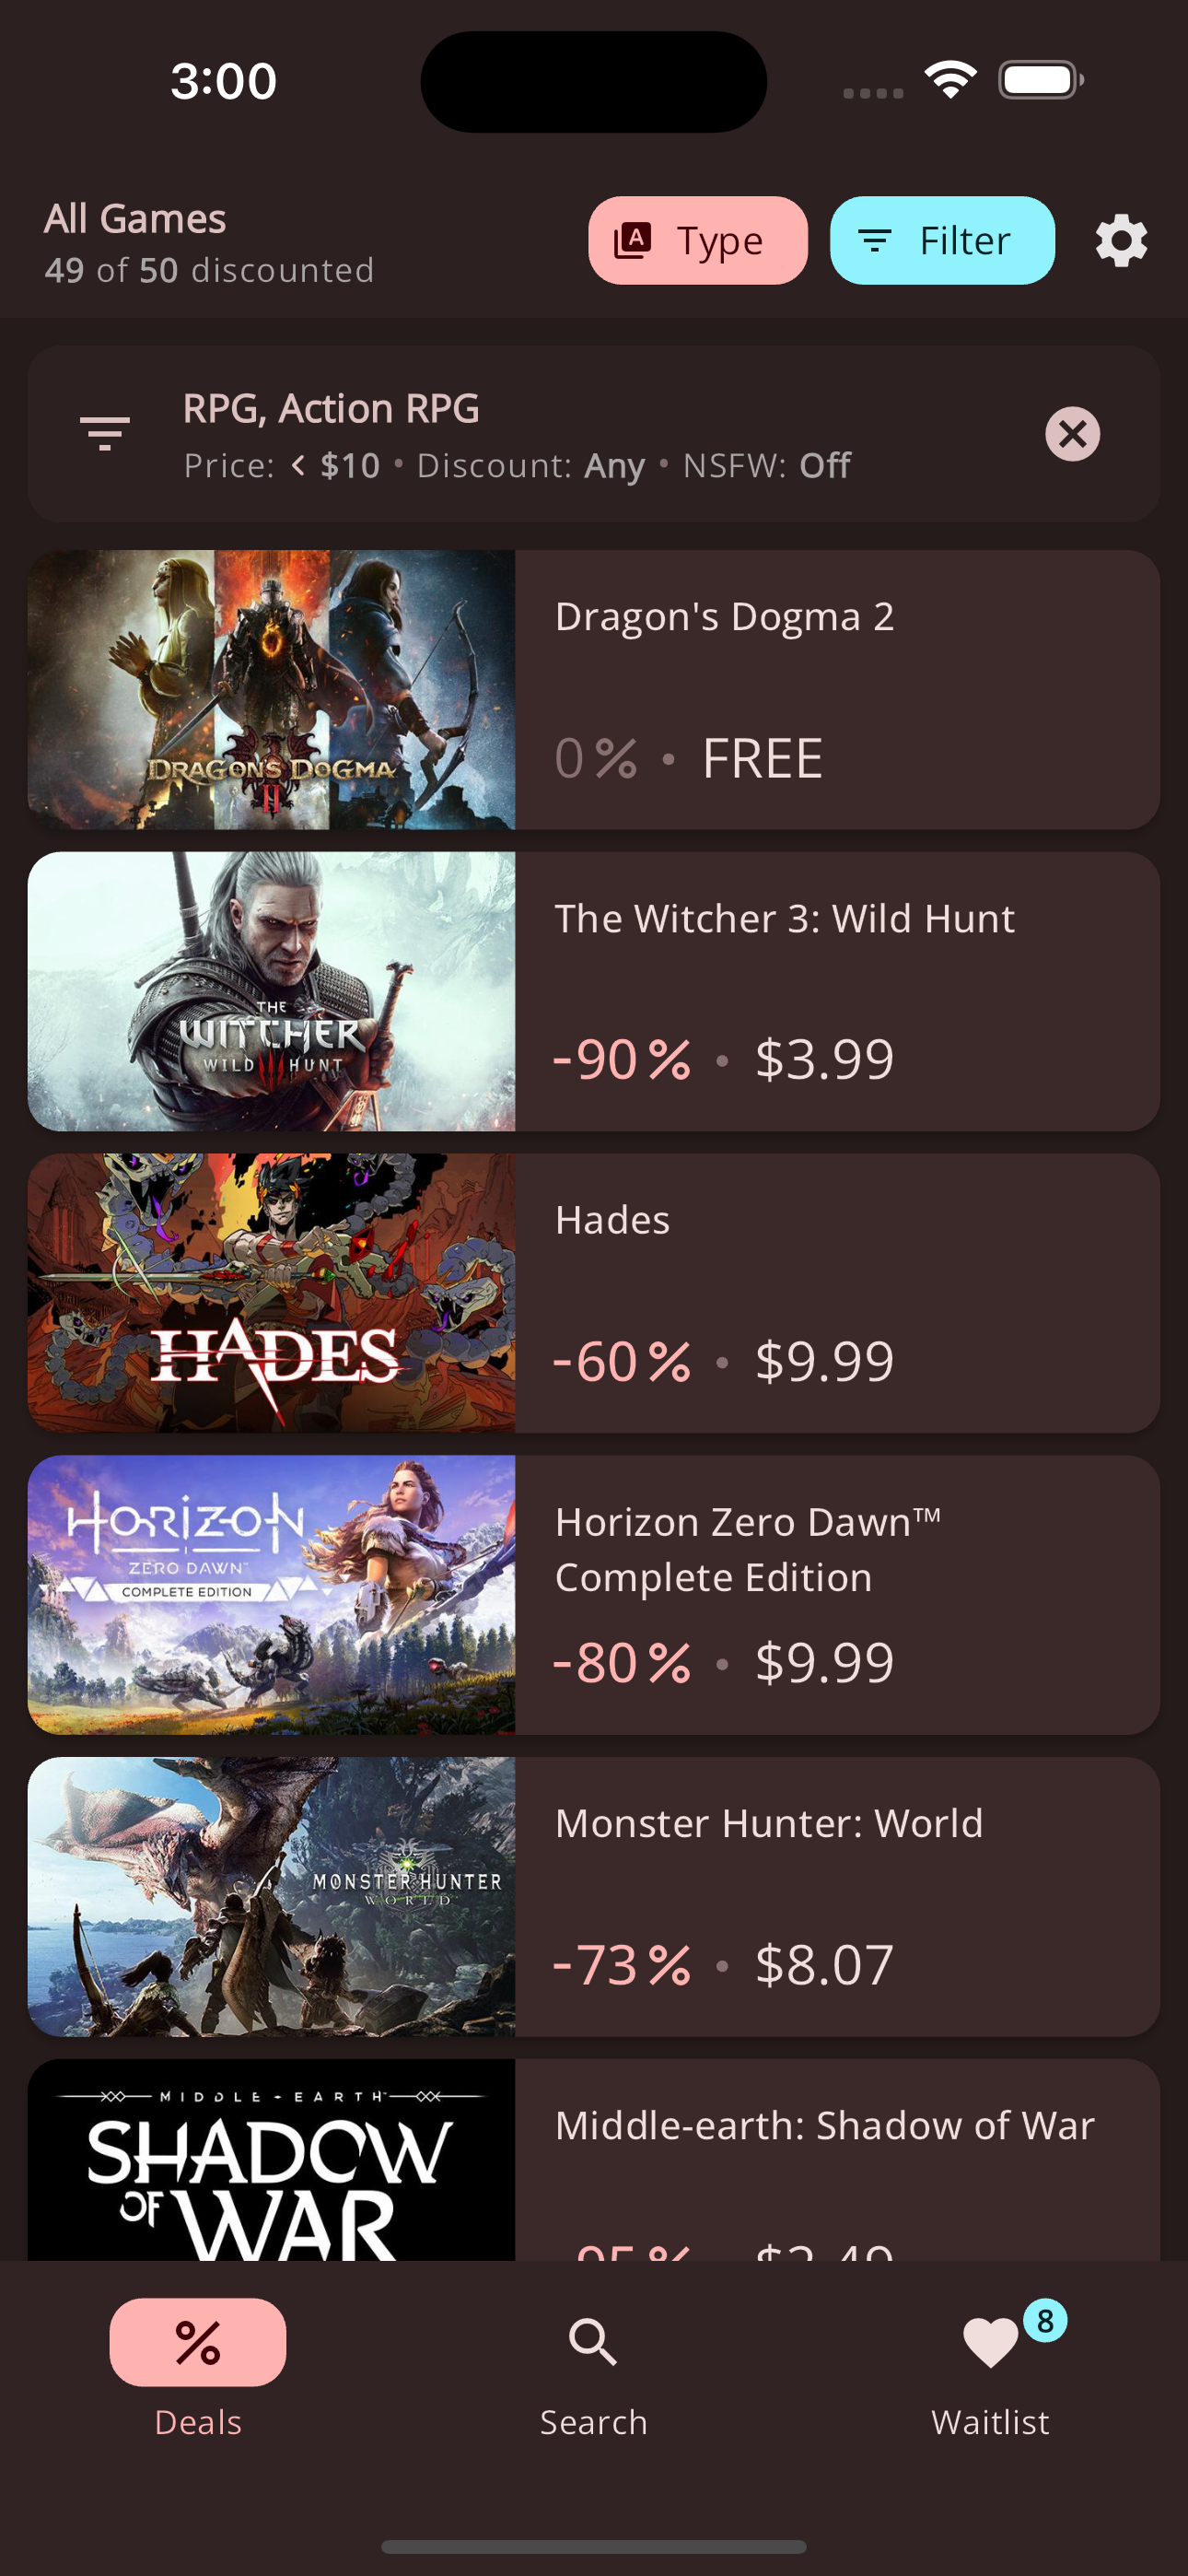 3:00
All Games
49 of 50 discounted
Type
Filter
RPG, Action RPG
Price: < $10 • Discount: Any • NSFW: Off
DRAGON'S DOGMA
II
Dragon's Dogma 2
0% • FREE
THE
WITCHER
WILD III HUNT
The Witcher 3: Wild Hunt
-90% • $3.99
HADES
Hades
-60% • $9.99
HORIZON
ZERO DAWN™
COMPLETE EDITION
Horizon Zero Dawn™
Complete Edition
-80% • $9.99
MONSTER HUNTER
WORLD
Monster Hunter: World
-73% • $8.07
MIDDLE-EARTH™
SHADOW
OF WAR
Middle-earth: Shadow of War
8
Deals
Search
Waitlist